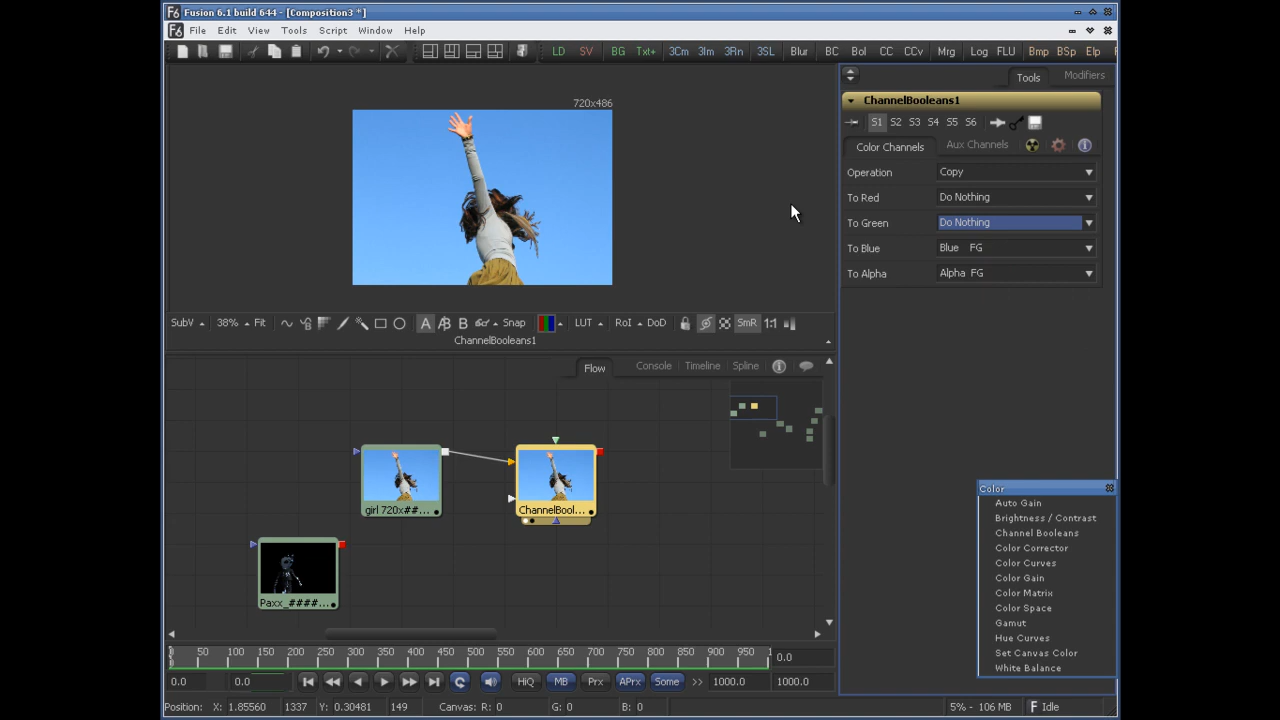 Fusion 6.1 build 644 - [Composition3 *]
File Edit View Tools Script Window Help
LD SV BG Txt+ 3Cm 3Im 3Rn 3SL Blur BC Bol CC CCv Mrg Log FLU Bmp BSp Elp
Tools Modifiers
720x486
ChannelBooleans1
S1 S2 S3 S4 S5 S6
Color Channels Aux Channels
Operation Copy
To Red Do Nothing
To Green Do Nothing
To Blue Blue FG
To Alpha Alpha FG
SubV 38% Fit A B Snap LUT RoI DoD SmR 1:1
ChannelBooleans1
Flow Console Timeline Spline
girl 720x##...
ChannelBool...
Paxx_####...
Color
Auto Gain
Brightness / Contrast
Channel Booleans
Color Corrector
Color Curves
Color Gain
Color Matrix
Color Space
Gamut
Hue Curves
Set Canvas Color
White Balance
50 100 150 200 250 300 350 400 450 500 550 600 650 700 750 800 850 900 950 0.0
0.0 0.0 HiQ MB Prx APrx Some 1000.0 1000.0
Position: X: 1.85560 1337 Y: 0.30481 149 Canvas: R: 0 G: 0 B: 0 5% - 106 MB Idle